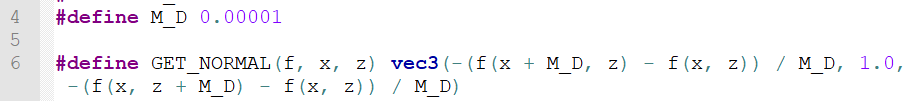 4 #define M_D 0.00001
5
6 #define GET_NORMAL(f, x, z) vec3(-(f(x + M_D, z) - f(x, z)) / M_D, 1.0,
-(f(x, z + M_D) - f(x, z)) / M_D)